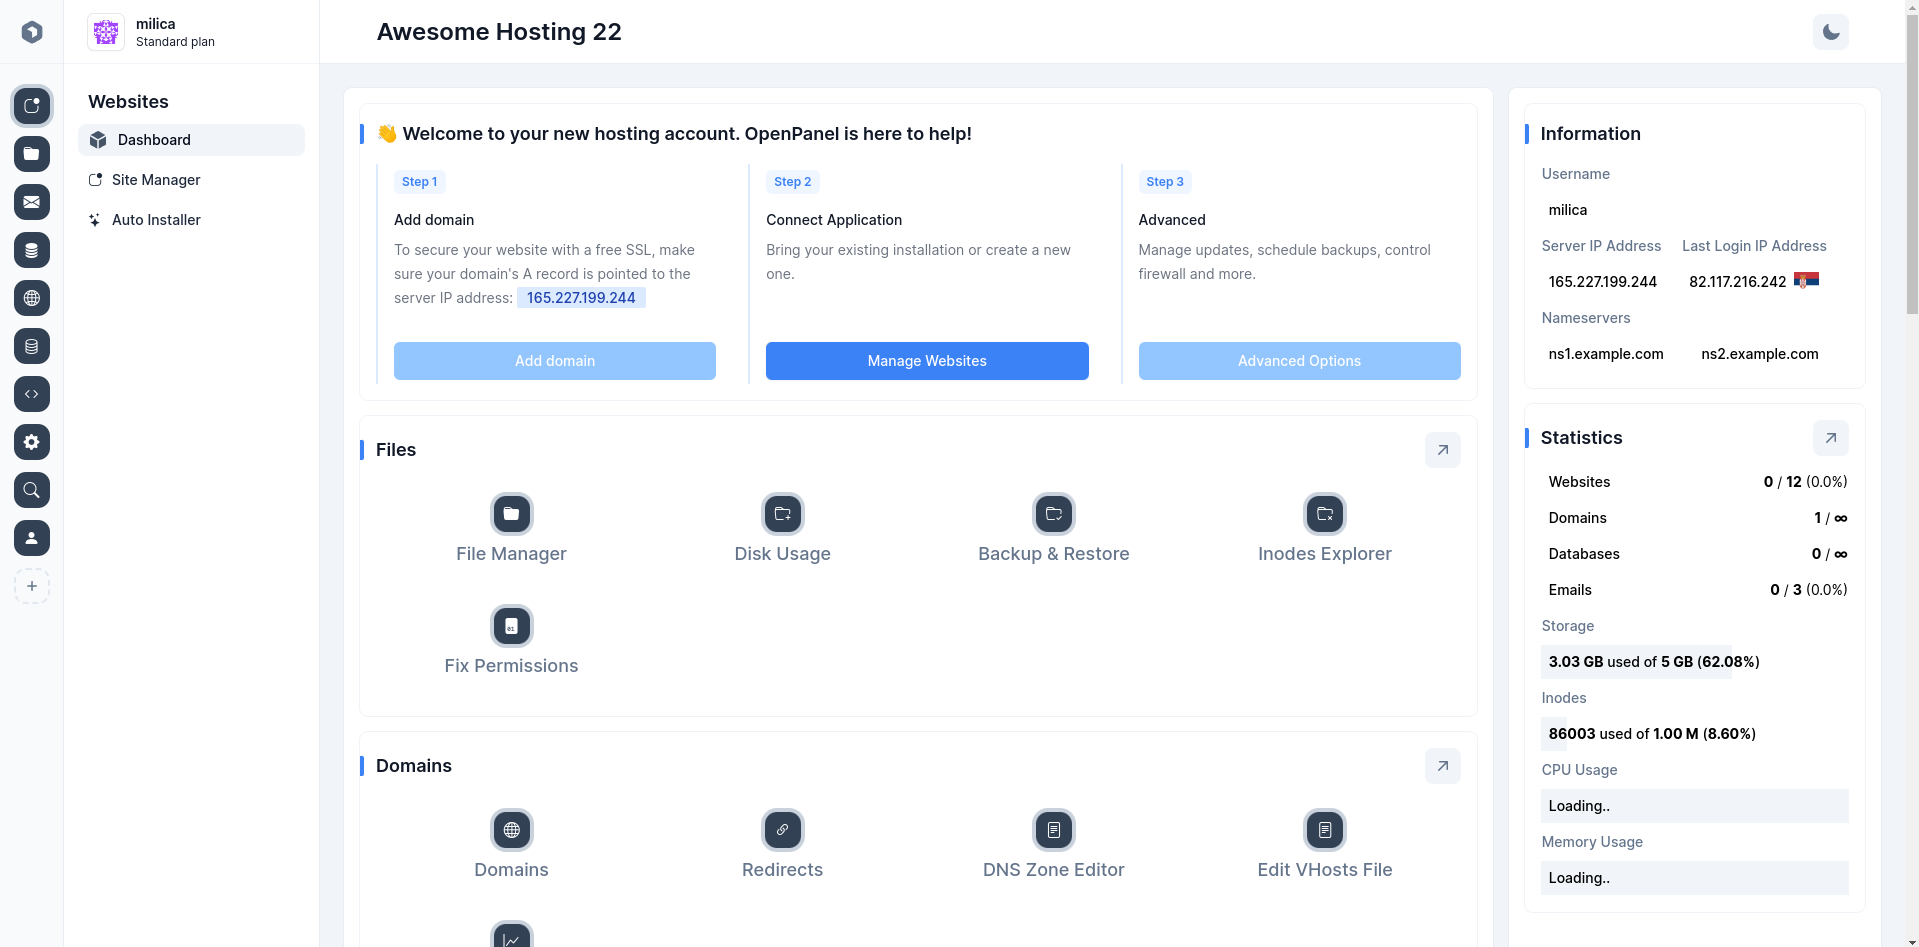 milica
Standard plan
Awesome Hosting 22
Websites
Dashboard
Site Manager
Auto Installer
👋 Welcome to your new hosting account. OpenPanel is here to help!
Step 1
Add domain
To secure your website with a free SSL, make
sure your domain's A record is pointed to the
server IP address: 165.227.199.244
Add domain
Step 2
Connect Application
Bring your existing installation or create a new
one.
Manage Websites
Step 3
Advanced
Manage updates, schedule backups, control
firewall and more.
Advanced Options
Files
File Manager
Disk Usage
Backup & Restore
Inodes Explorer
Fix Permissions
Domains
Domains
Redirects
DNS Zone Editor
Edit VHosts File
Information
Username
milica
Server IP Address Last Login IP Address
165.227.199.244 82.117.216.242
Nameservers
ns1.example.com ns2.example.com
Statistics
Websites 0 / 12 (0.0%)
Domains 1 / ∞
Databases 0 / ∞
Emails 0 / 3 (0.0%)
Storage
3.03 GB used of 5 GB (62.08%)
Inodes
86003 used of 1.00 M (8.60%)
CPU Usage
Loading..
Memory Usage
Loading..